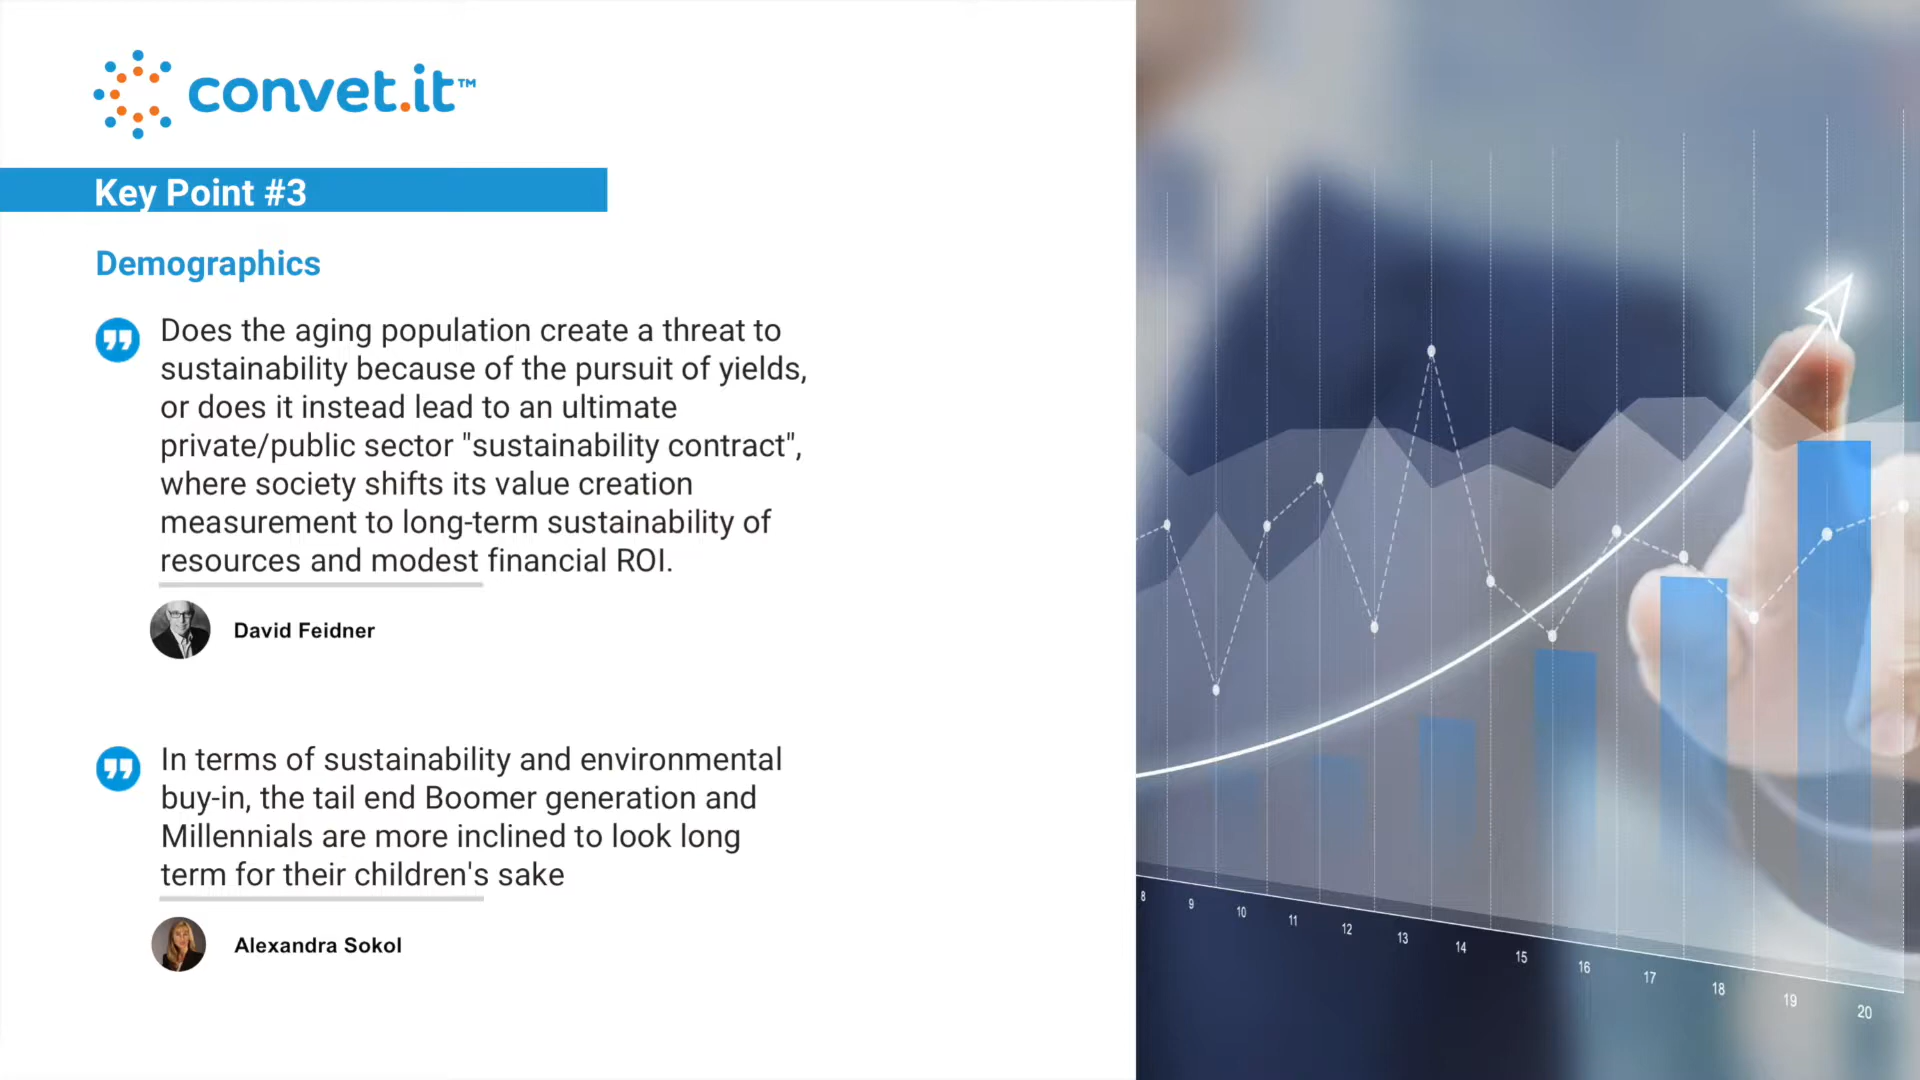 convet.it™
Key Point #3
Demographics
Does the aging population create a threat to
sustainability because of the pursuit of yields,
or does it instead lead to an ultimate
private/public sector "sustainability contract",
where society shifts its value creation
measurement to long-term sustainability of
resources and modest financial ROI.
David Feidner
In terms of sustainability and environmental
buy-in, the tail end Boomer generation and
Millennials are more inclined to look long
term for their children's sake
Alexandra Sokol
8 9 10 11 12 13 14 15 16 17 18 19 20